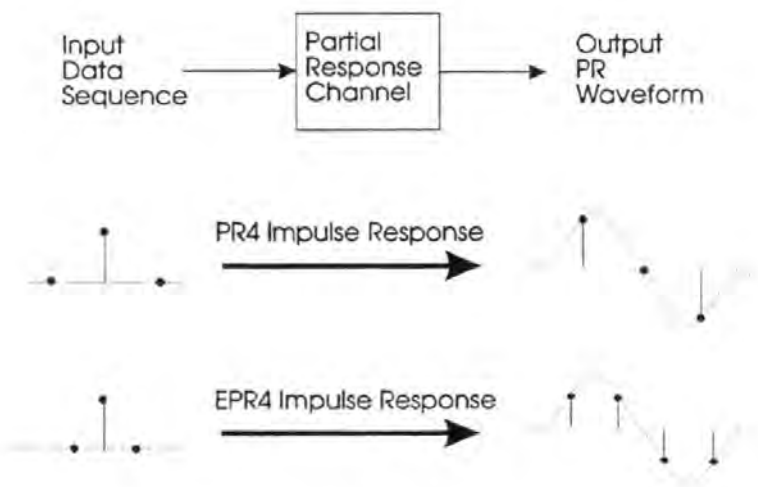 Input
Data
Sequence
Partial
Response
Channel
Output
PR
Waveform
PR4 Impulse Response
EPR4 Impulse Response